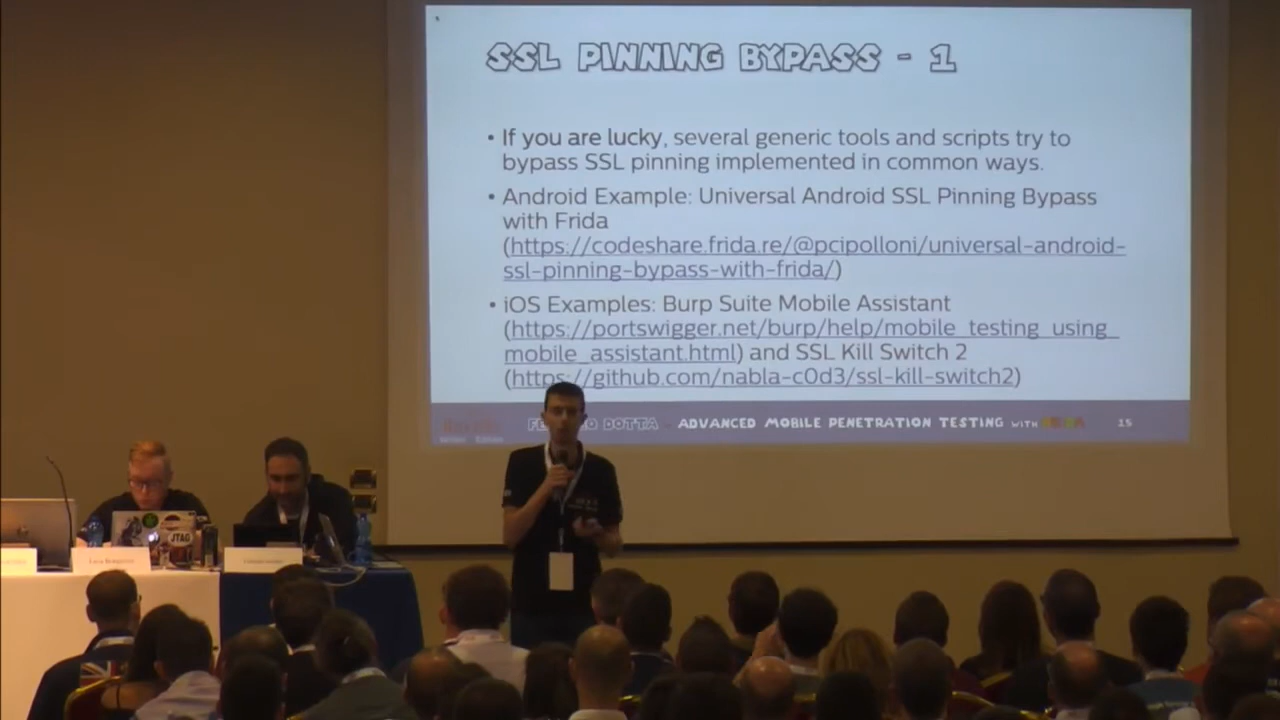 SSL PINNING BYPASS - 1
• If you are lucky, several generic tools and scripts try to
bypass SSL pinning implemented in common ways.
• Android Example: Universal Android SSL Pinning Bypass
with Frida
(https://codeshare.frida.re/@pcipolloni/universal-android-
ssl-pinning-bypass-with-frida/)
• iOS Examples: Burp Suite Mobile Assistant
(https://portswigger.net/burp/help/mobile_testing_using_
mobile_assistant.html) and SSL Kill Switch 2
(https://github.com/nabla-c0d3/ssl-kill-switch2)
DOTTA - ADVANCED MOBILE PENETRATION TESTING WITH 15
JTAG